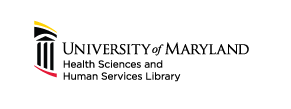 UNIVERSITY of MARYLAND
Health Sciences and
Human Services Library